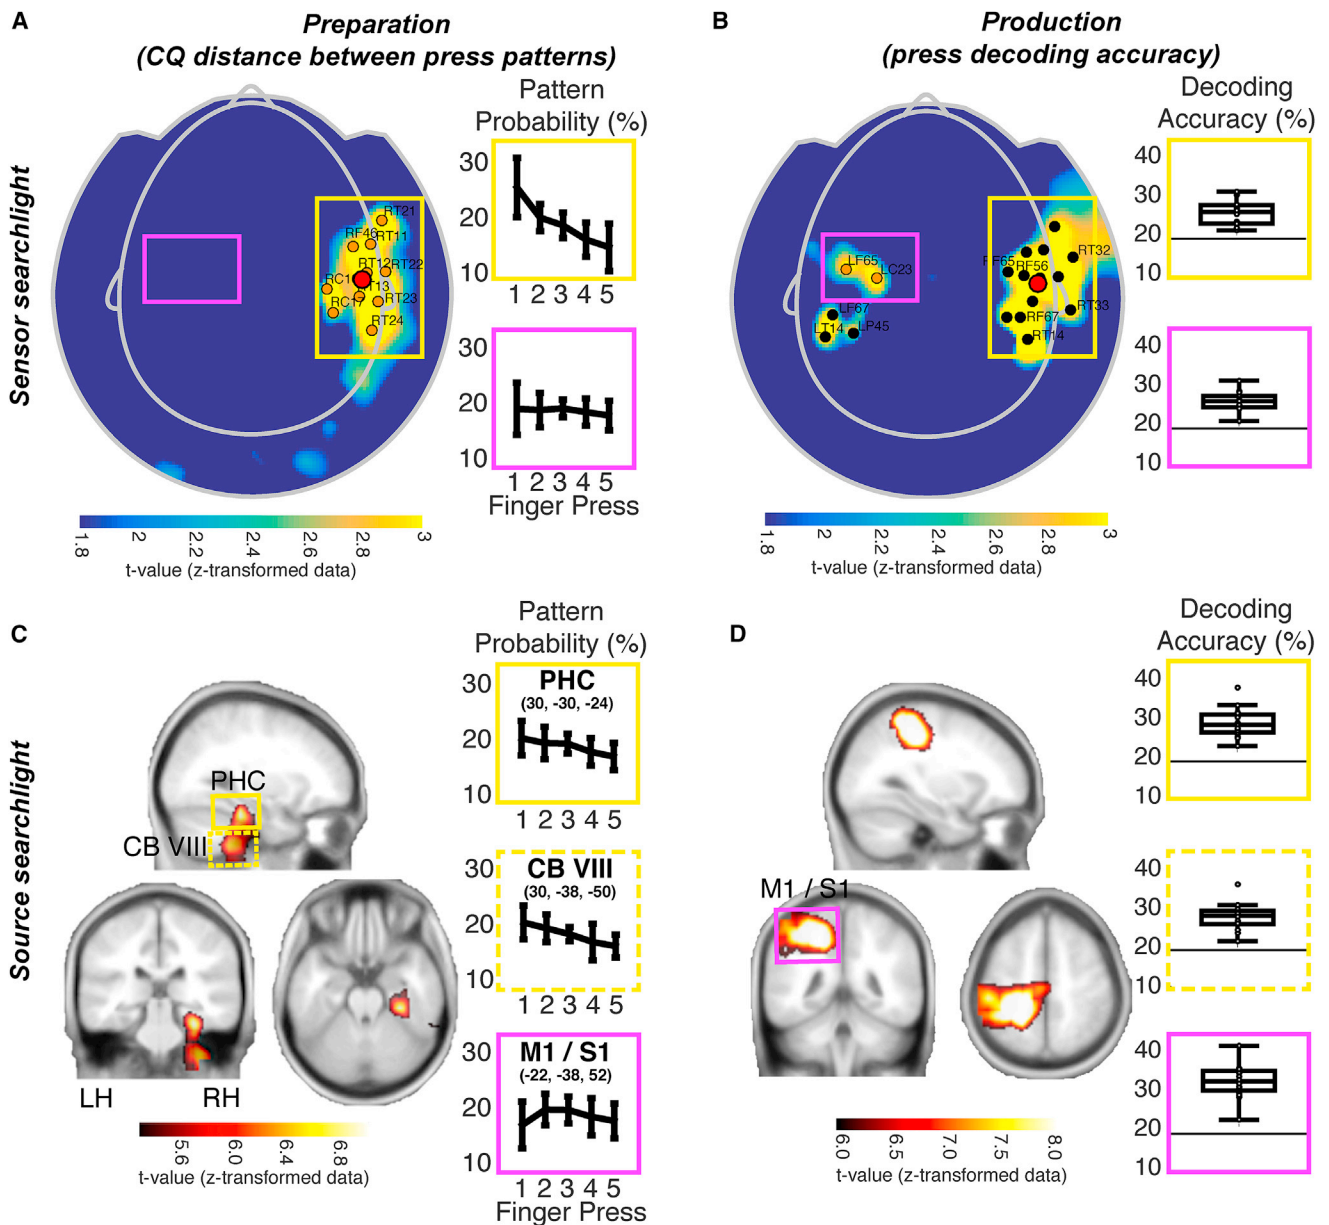 A
Preparation
(CQ distance between press patterns)
Sensor searchlight
Pattern
Probability (%)
RT21
RF46
RT11
RT12
RT22
RT13
RT23
RC17
RT24
30
20
10
1 2 3 4 5
30
20
10
1 2 3 4 5
Finger Press
1.8
2
2.2
2.4
2.6
2.8
3
t-value (z-transformed data)
B
Production
(press decoding accuracy)
Decoding
Accuracy (%)
LF65
LC23
LF67
LT14
LP45
RT32
RF65
RF56
RT33
RF67
RT14
40
30
20
10
40
30
20
10
1.8
2
2.2
2.4
2.6
2.8
3
t-value (z-transformed data)
C
Source searchlight
Pattern
Probability (%)
PHC
CB VIII
LH
RH
30
20
10
PHC
(30, -30, -24)
1 2 3 4 5
30
20
10
CB VIII
(30, -38, -50)
1 2 3 4 5
30
20
10
M1 / S1
(-22, -38, 52)
1 2 3 4 5
Finger Press
5.6
6.0
6.4
6.8
t-value (z-transformed data)
D
Decoding
Accuracy (%)
M1 / S1
40
30
20
10
40
30
20
10
40
30
20
10
6.0
6.5
7.0
7.5
8.0
t-value (z-transformed data)